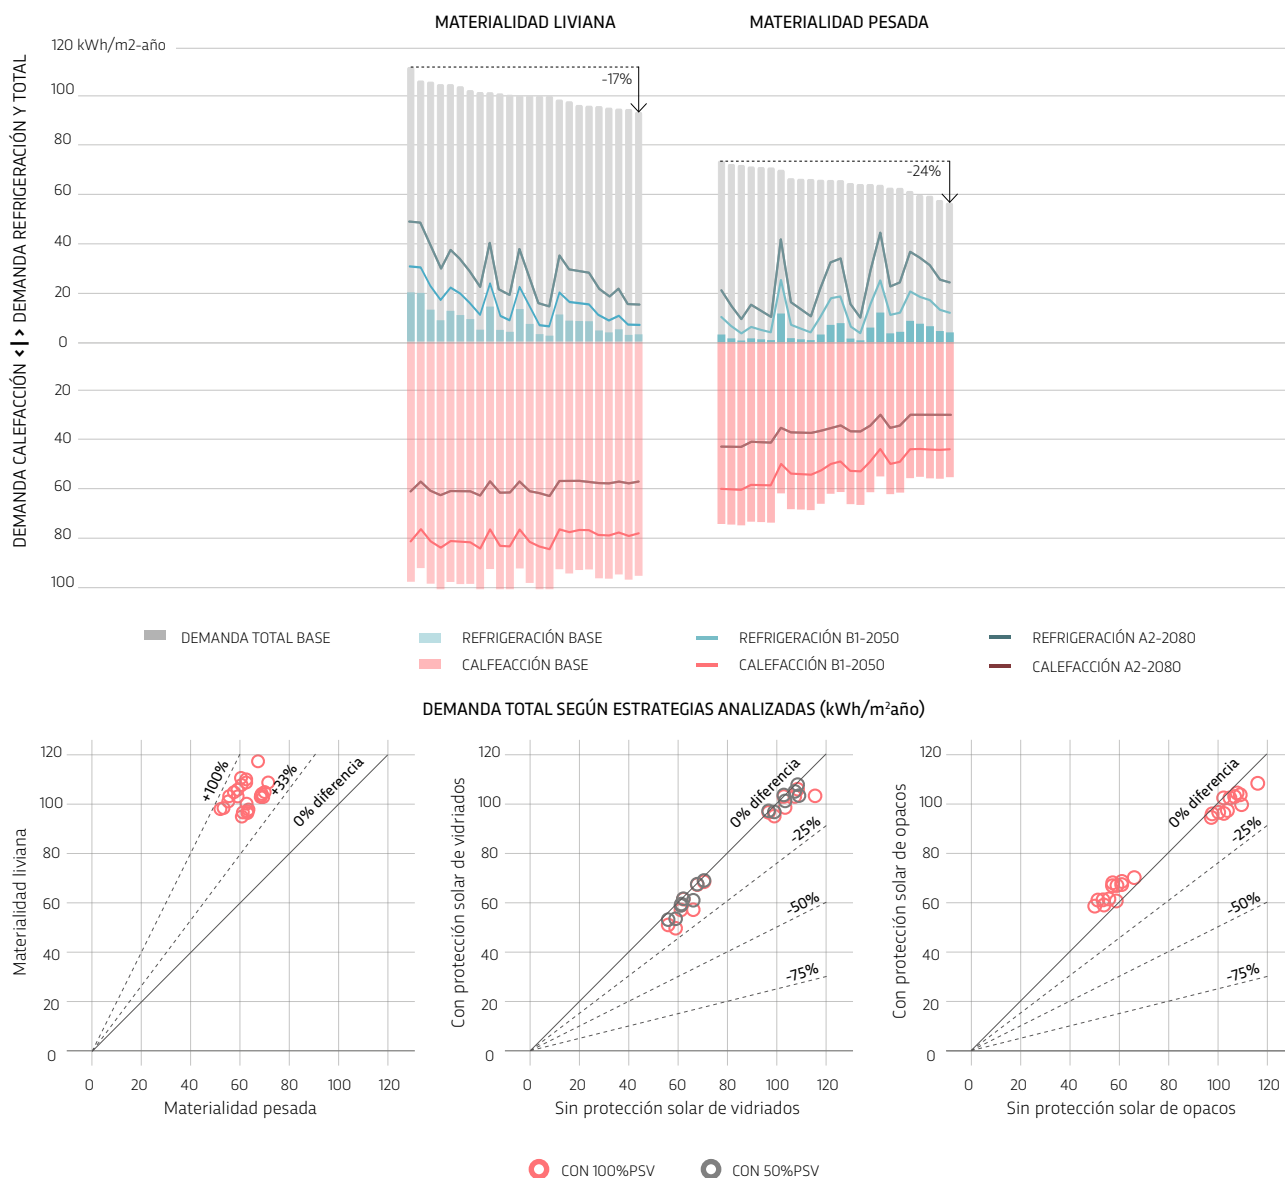 MATERIALIDAD LIVIANA
MATERIALIDAD PESADA
DEMANDA CALEFACCIÓN <|> DEMANDA REFRIGERACIÓN Y TOTAL
120 kWh/m2-año
100
80
60
40
20
0
20
40
60
80
100
-17%
-24%
DEMANDA TOTAL BASE
REFRIGERACIÓN BASE
REFRIGERACIÓN B1-2050
REFRIGERACIÓN A2-2080
CALFEACCIÓN BASE
CALEFACCIÓN B1-2050
CALEFACCIÓN A2-2080
DEMANDA TOTAL SEGÚN ESTRATEGIAS ANALIZADAS (kWh/m²año)
Materialidad liviana
120
100
80
60
40
20
0
+100%
+33%
0% diferencia
0 20 40 60 80 100 120
Materialidad pesada
Con protección solar de vidriados
120
100
80
60
40
20
0
0% diferencia
-25%
-50%
-75%
0 20 40 60 80 100 120
Sin protección solar de vidriados
Con protección solar de opacos
120
100
80
60
40
20
0
0% diferencia
-25%
-50%
-75%
0 20 40 60 80 100 120
Sin protección solar de opacos
CON 100%PSV
CON 50%PSV